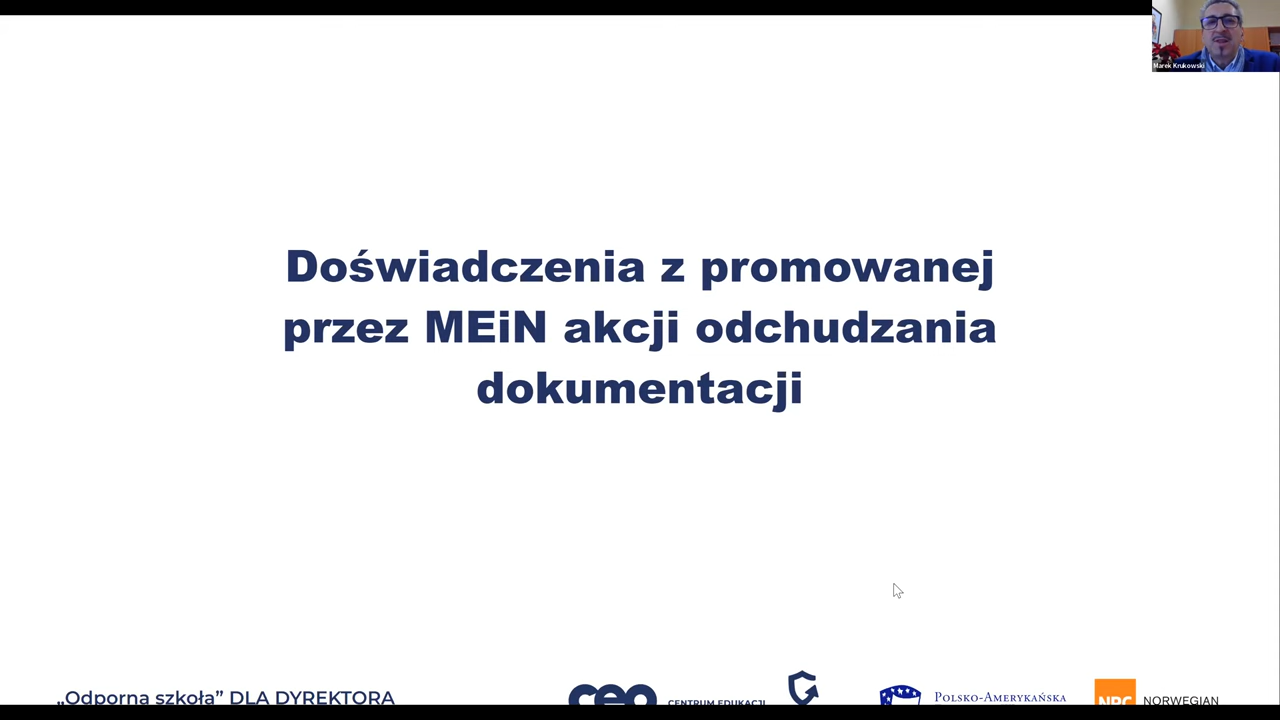 Marek Krukowski
Doświadczenia z promowanej
przez MEiN akcji odchudzania
dokumentacji
„Odporna szkoła” DLA DYREKTORA
ceo
CENTRUM EDUKACJI
POLSKO-AMERYKAŃSKA
NRC
NORWEGIAN